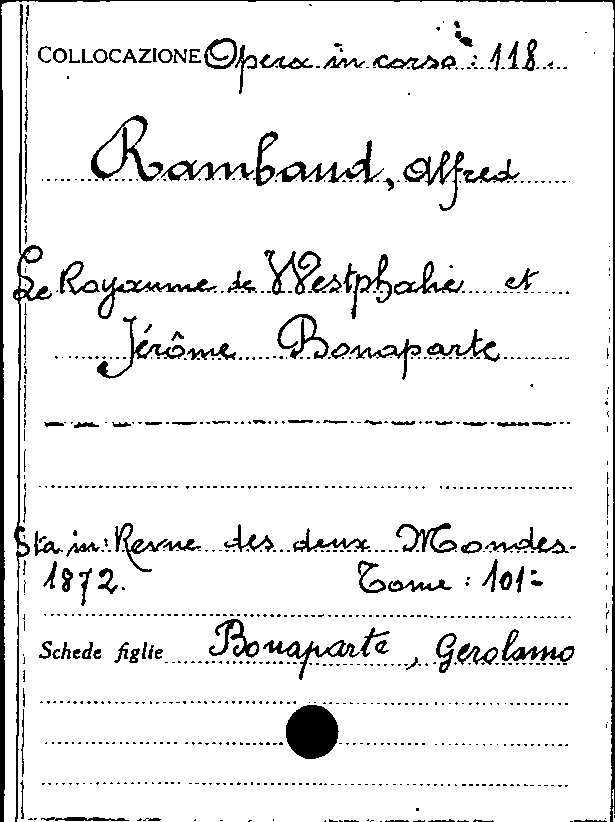 COLLOCAZIONE Opera in corso : 118.
Rambaud, Alfred
Le Royaume de Westphalie et
Jérôme Bonaparte
Sta in: Revue des deux Mondes-
1872. Tome : 101=
Schede figlie Bonaparte, Gerolamo